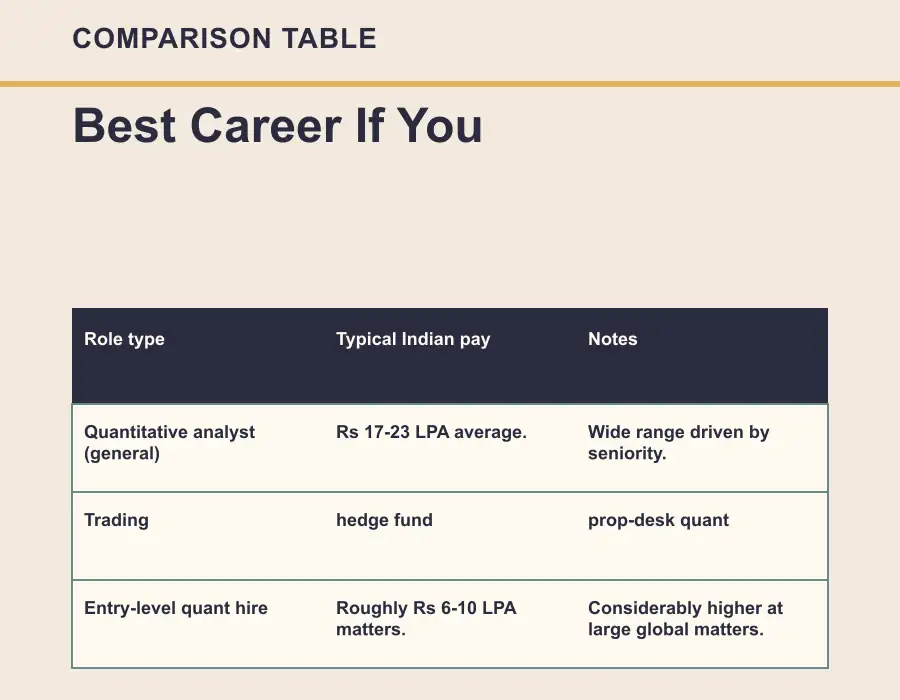 COMPARISON TABLE
Best Career If You
Role type
Typical Indian pay
Notes
Quantitative analyst
(general)
Rs 17-23 LPA average.
Wide range driven by
seniority.
Trading
hedge fund
prop-desk quant
Entry-level quant hire
Roughly Rs 6-10 LPA
matters.
Considerably higher at
large global matters.